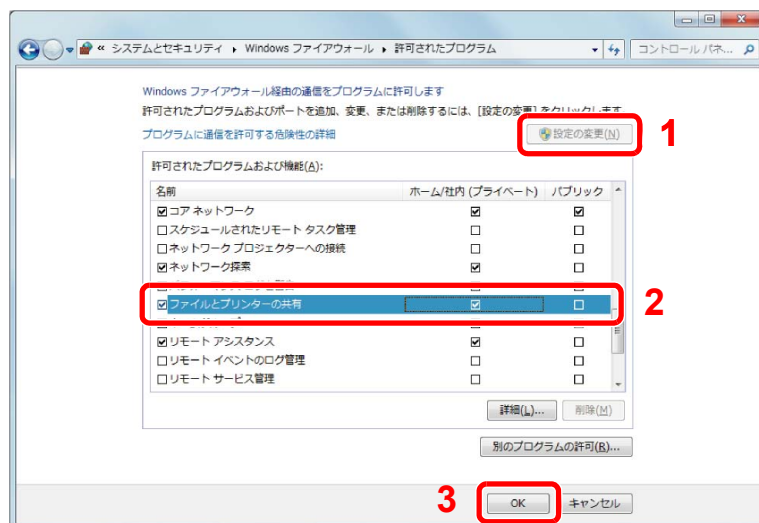 « システムとセキュリティ ▸ Windows ファイアウォール ▸ 許可されたプログラム
コントロール パネ...
Windows ファイアウォール経由の通信をプログラムに許可します
許可されたプログラムおよびポートを追加、変更、または削除するには、[設定の変更] をクリックします。
プログラムに通信を許可する危険性の詳細
設定の変更(N)
1
許可されたプログラムおよび機能(A):
名前 ホーム/社内 (プライベート) パブリック
コア ネットワーク
スケジュールされたリモート タスク管理
ネットワーク プロジェクターへの接続
ネットワーク探索
ファイルとプリンターの共有
2
リモート アシスタンス
リモート イベントのログ管理
リモート サービス管理
詳細(L)... 削除(M)
別のプログラムの許可(R)...
3
OK キャンセル